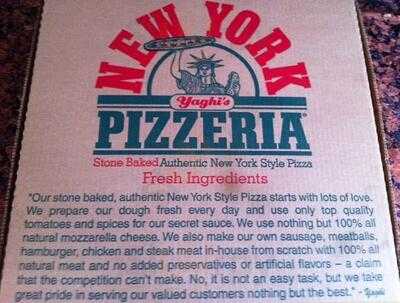 NEW YORK
Yaghi's
PIZZERIA®
Stone Baked Authentic New York Style Pizza
Fresh Ingredients
"Our stone baked, authentic New York Style Pizza starts with lots of love.
We prepare our dough fresh every day and use only top quality
tomatoes and spices for our secret sauce. We use nothing but 100% all
natural mozzarella cheese. We also make our own sausage, meatballs,
hamburger, chicken and steak meat in-house from scratch with 100% all
natural meat and no added preservatives or artificial flavors – a claim
that the competition can't make. No, it is not an easy task, but we take
great pride in serving our valued customers nothing but the best." - Yaghi